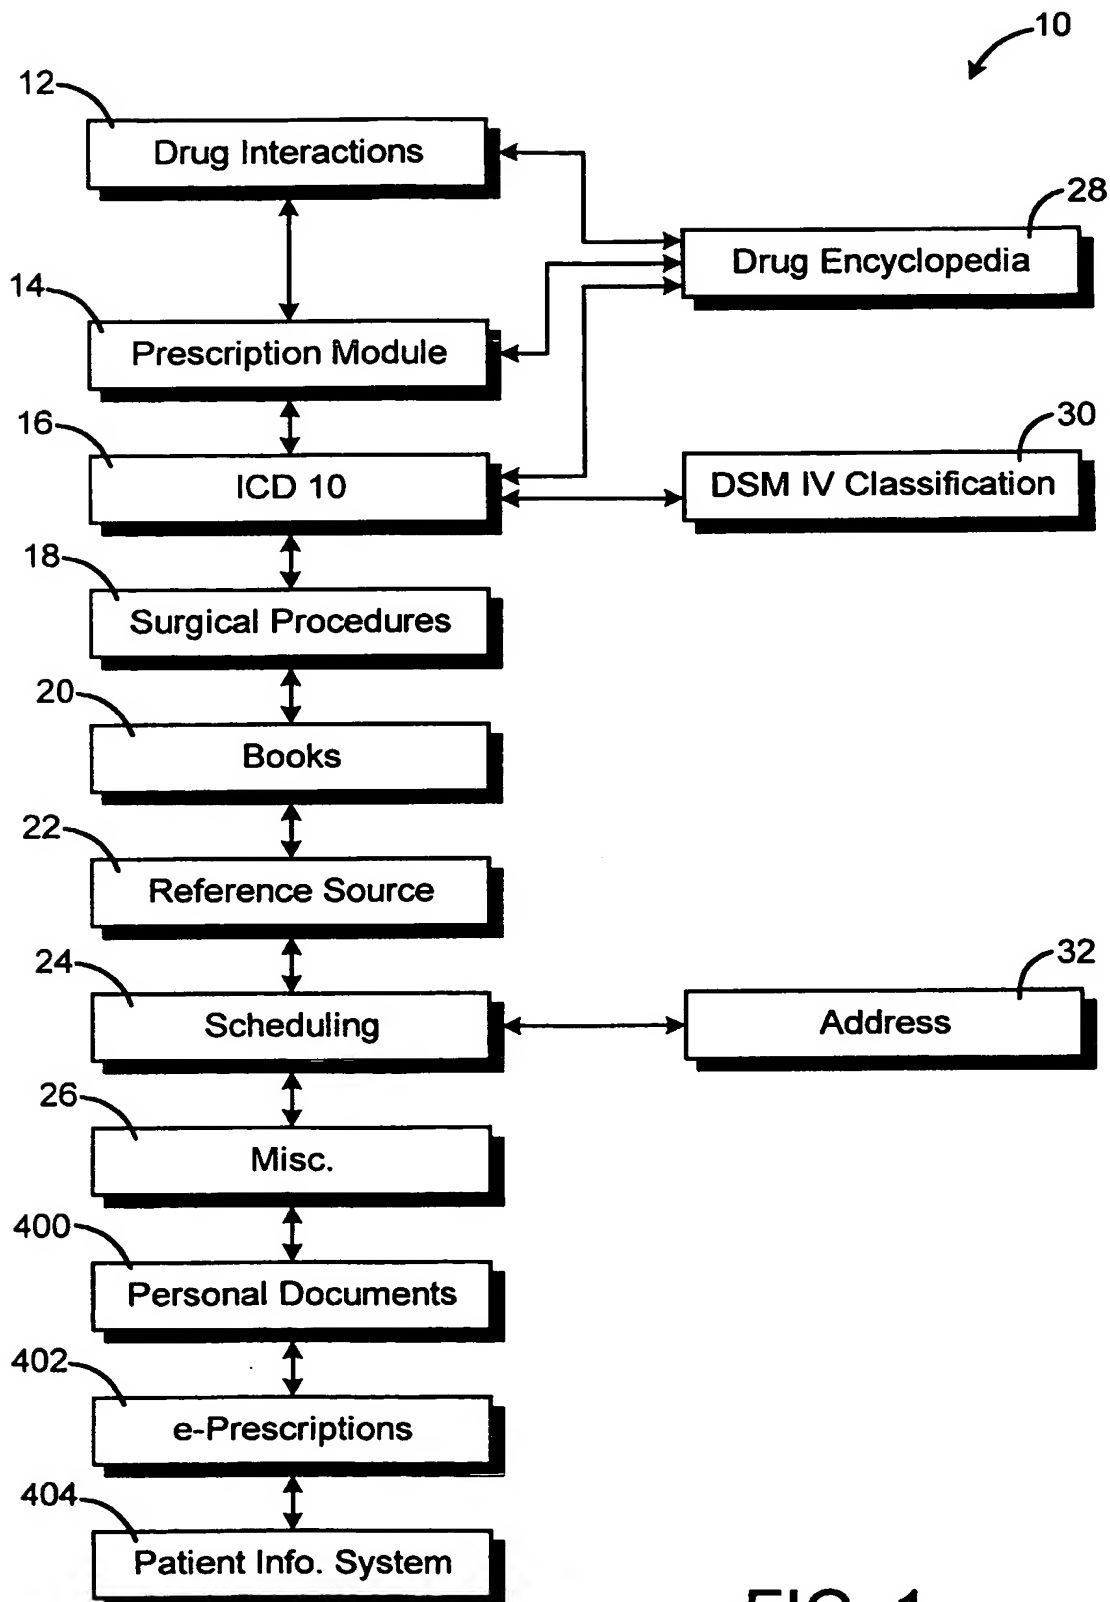 10
12
Drug Interactions
28
Drug Encyclopedia
14
Prescription Module
16
ICD 10
30
DSM IV Classification
18
Surgical Procedures
20
Books
22
Reference Source
24
Scheduling
32
Address
26
Misc.
400
Personal Documents
402
e-Prescriptions
404
Patient Info. System
FIG. 1